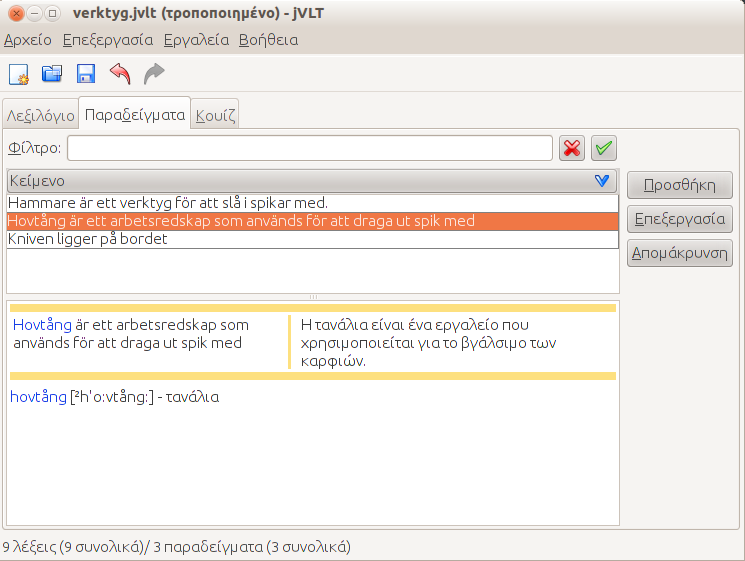 verktyg.jvlt (τροποποιημένο) - jVLT
Αρχείο Επεξεργασία Εργαλεία Βοήθεια
Λεξιλόγιο Παραδείγματα Κουίζ
Φίλτρο:
Κείμενο
Προσθήκη
Hammare är ett verktyg för att slå i spikar med.
Hovtång är ett arbetsredskap som används för att draga ut spik med
Επεξεργασία
Kniven ligger på bordet
Απομάκρυνση
Hovtång är ett arbetsredskap som
används för att draga ut spik med
Η τανάλια είναι ένα εργαλείο που
χρησιμοποιείται για το βγάλσιμο των
καρφιών.
hovtång [²h'o:vtång:] - τανάλια
9 λέξεις (9 συνολικά)/ 3 παραδείγματα (3 συνολικά)